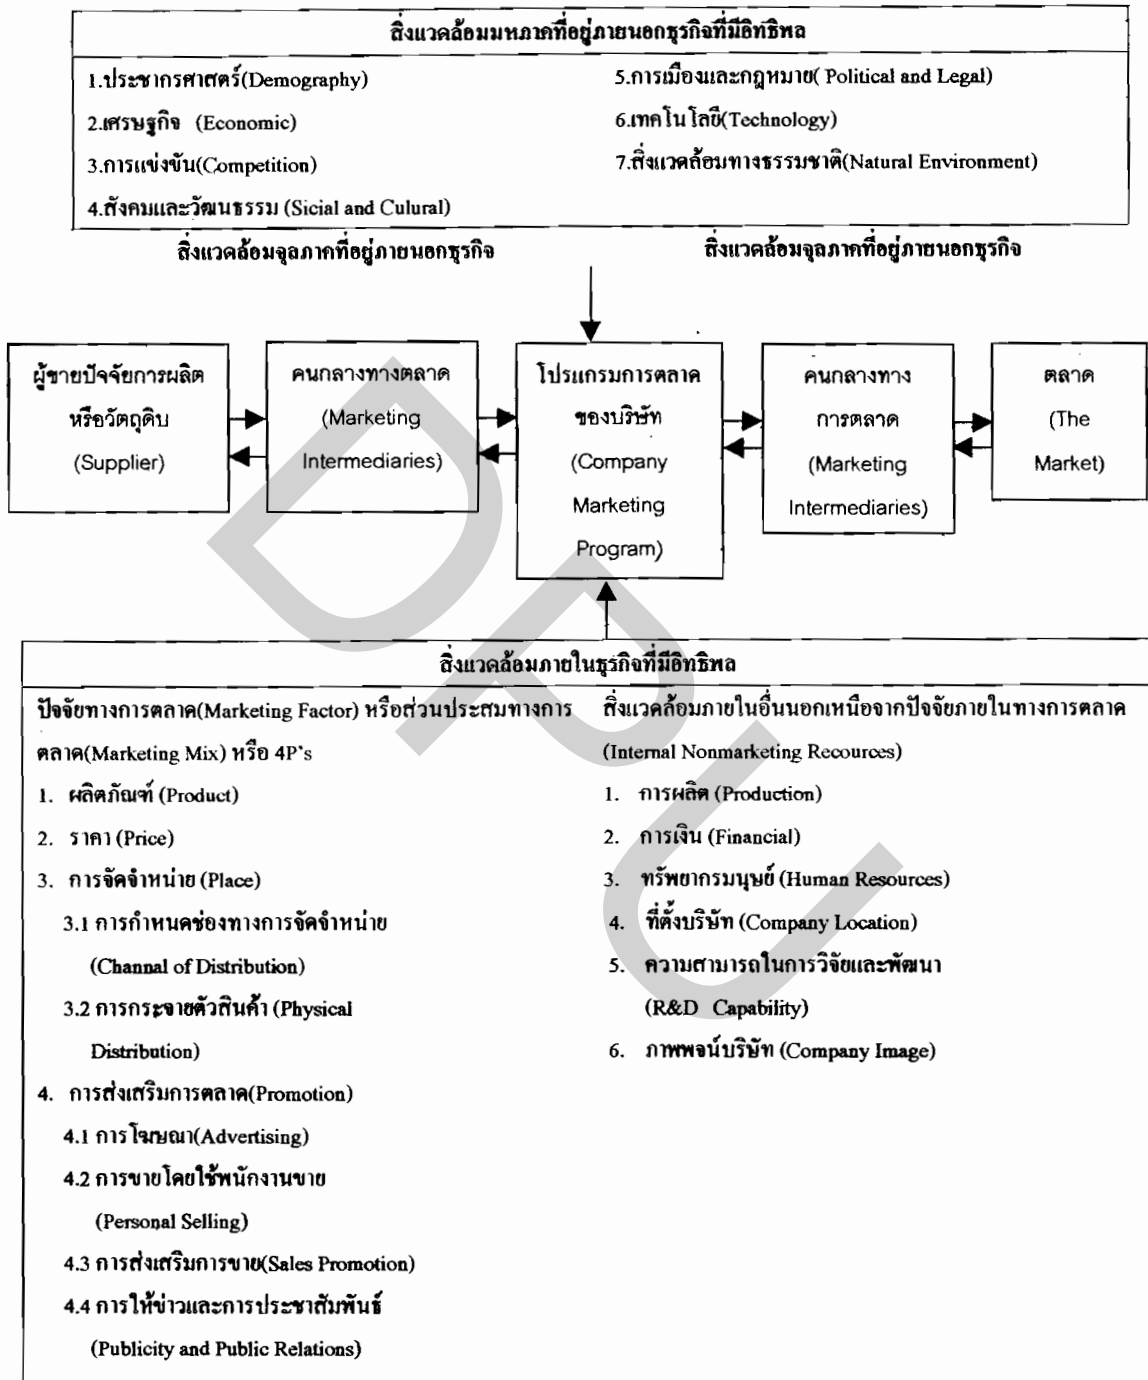 สิ่งแวดล้อมมหภาคที่อยู่ภายนอกธุรกิจที่มีอิทธิพล
1.ประชากรศาสตร์(Demography)
2.เศรษฐกิจ (Economic)
3.การแข่งขัน(Competition)
4.สังคมและวัฒนธรรม (Sicial and Culural)
5.การเมืองและกฎหมาย( Political and Legal)
6.เทคโนโลยี(Technology)
7.สิ่งแวดล้อมทางธรรมชาติ(Natural Environment)
สิ่งแวดล้อมจุลภาคที่อยู่ภายนอกธุรกิจ
สิ่งแวดล้อมจุลภาคที่อยู่ภายนอกธุรกิจ
ผู้ขายปัจจัยการผลิต
หรือวัตถุดิบ
(Supplier)
คนกลางทางตลาด
(Marketing
Intermediaries)
โปรแกรมการตลาด
ของบริษัท
(Company
Marketing
Program)
คนกลางทาง
การตลาด
(Marketing
Intermediaries)
ตลาด
(The
Market)
สิ่งแวดล้อมภายในธุรกิจที่มีอิทธิพล
ปัจจัยทางการตลาด(Marketing Factor) หรือส่วนประสมทางการ
ตลาด(Marketing Mix) หรือ 4P's
1. ผลิตภัณฑ์ (Product)
2. ราคา (Price)
3. การจัดจำหน่าย (Place)
3.1 การกำหนดช่องทางการจัดจำหน่าย
(Channal of Distribution)
3.2 การกระจายตัวสินค้า (Physical
Distribution)
4. การส่งเสริมการตลาด(Promotion)
4.1 การโฆษณา(Advertising)
4.2 การขายโดยใช้พนักงานขาย
(Personal Selling)
4.3 การส่งเสริมการขาย(Sales Promotion)
4.4 การให้ข่าวและการประชาสัมพันธ์
(Publicity and Public Relations)
สิ่งแวดล้อมภายในอื่นนอกเหนือจากปัจจัยภายในทางการตลาด
(Internal Nonmarketing Recources)
1. การผลิต (Production)
2. การเงิน (Financial)
3. ทรัพยากรมนุษย์ (Human Resources)
4. ที่ตั้งบริษัท (Company Location)
5. ความสามารถในการวิจัยและพัฒนา
(R&D Capability)
6. ภาพพจน์บริษัท (Company Image)
DPU